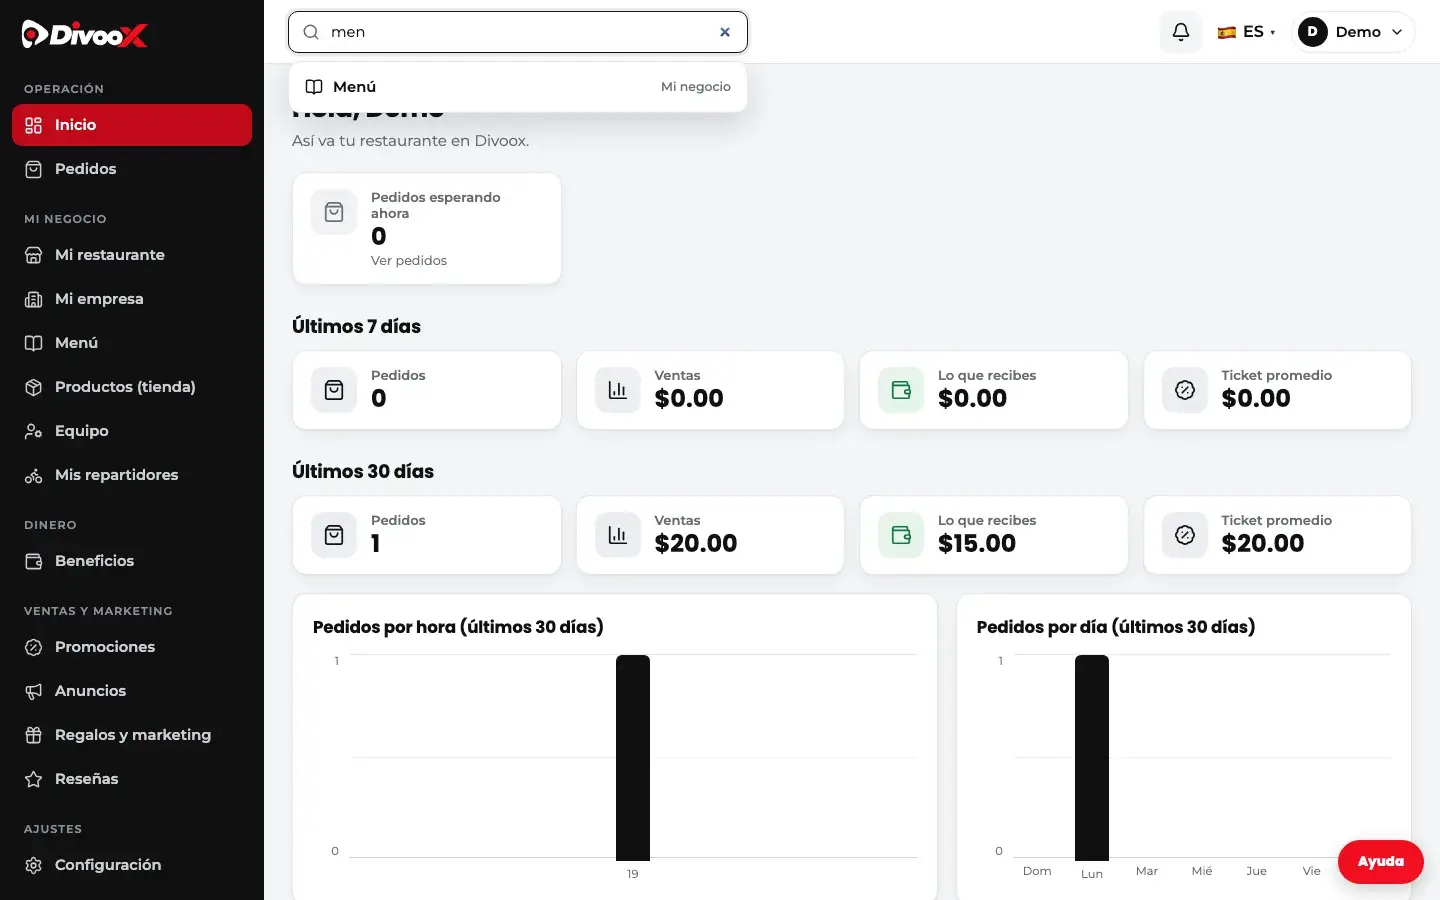 DivooX
men
ES
D
Demo
Menú
Mi negocio
OPERACIÓN
Inicio
Pedidos
MI NEGOCIO
Mi restaurante
Mi empresa
Menú
Productos (tienda)
Equipo
Mis repartidores
DINERO
Beneficios
VENTAS Y MARKETING
Promociones
Anuncios
Regalos y marketing
Reseñas
AJUSTES
Configuración
Así va tu restaurante en Divoox.
Pedidos esperando
ahora
0
Ver pedidos
Últimos 7 días
Pedidos
0
Ventas
$0.00
Lo que recibes
$0.00
Ticket promedio
$0.00
Últimos 30 días
Pedidos
1
Ventas
$20.00
Lo que recibes
$15.00
Ticket promedio
$20.00
Pedidos por hora (últimos 30 días)
1
0
19
Pedidos por día (últimos 30 días)
1
0
Dom
Lun
Mar
Mié
Jue
Vie
Ayuda